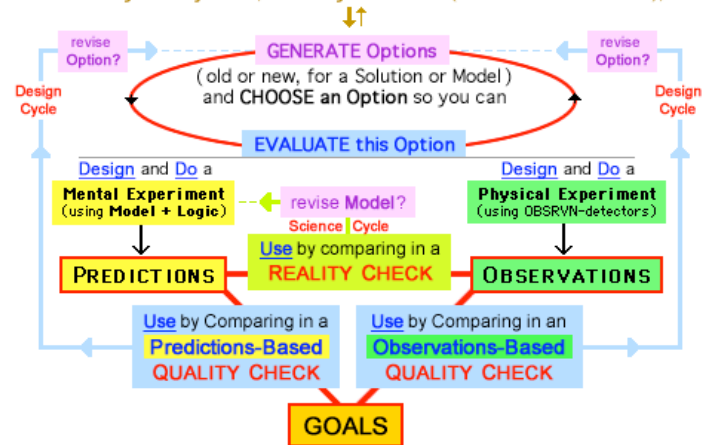 revise
Option?
GENERATE Options
revise
Option?
( old or new, for a Solution or Model )
and CHOOSE an Option so you can
Design
Cycle
Design
Cycle
EVALUATE this Option
Design and Do a
Design and Do a
Mental Experiment
(using Model + Logic)
revise Model?
Physical Experiment
(using OBSRVN-detectors)
Science Cycle
Use by comparing in a
REALITY CHECK
PREDICTIONS
OBSERVATIONS
Use by Comparing in a
Predictions-Based
QUALITY CHECK
Use by Comparing in an
Observations-Based
QUALITY CHECK
GOALS